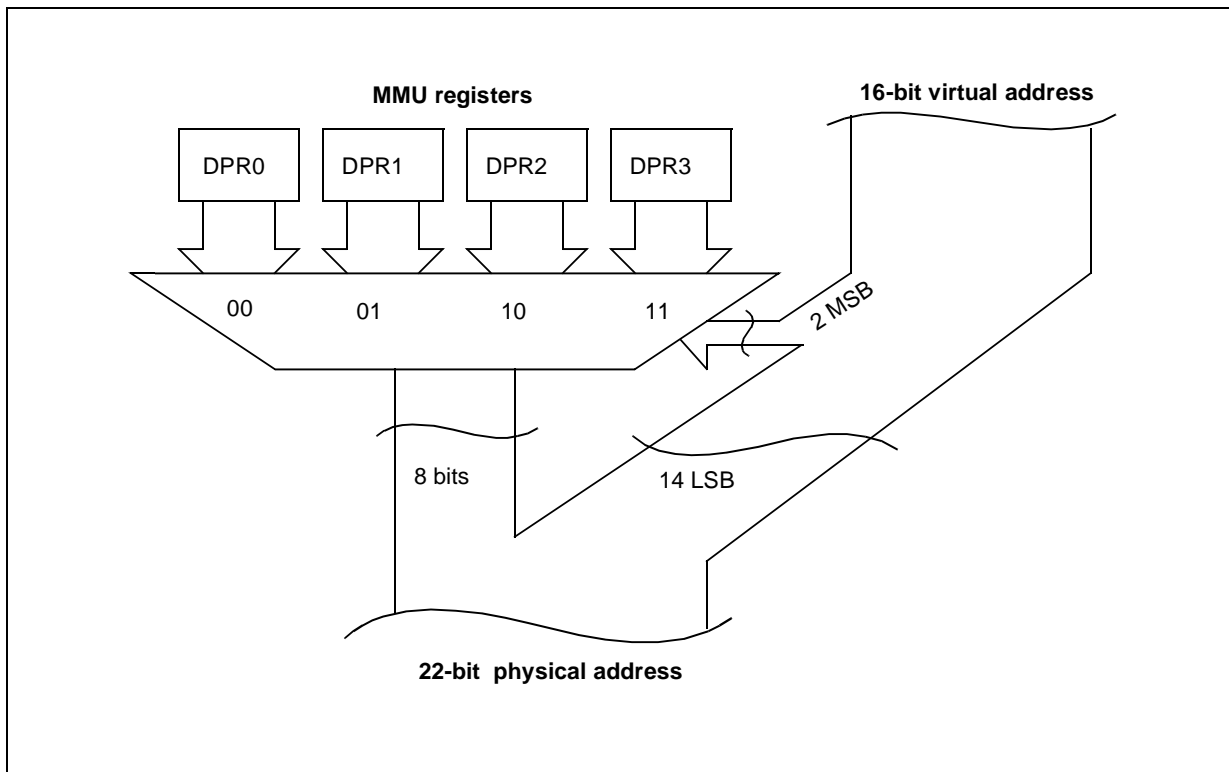 MMU registers
16-bit virtual address
DPR0 DPR1 DPR2 DPR3
00 01 10 11
2 MSB
8 bits
14 LSB
22-bit physical address